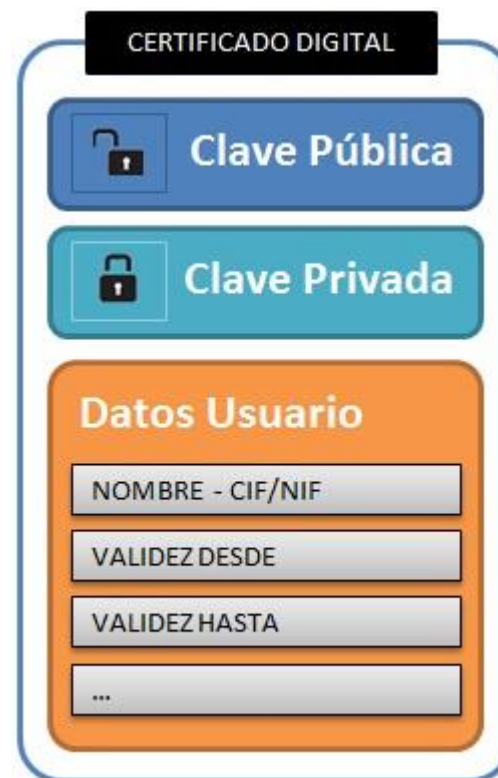 CERTIFICADO DIGITAL
Clave Pública
Clave Privada
Datos Usuario
NOMBRE - CIF/NIF
VALIDEZ DESDE
VALIDEZ HASTA
...